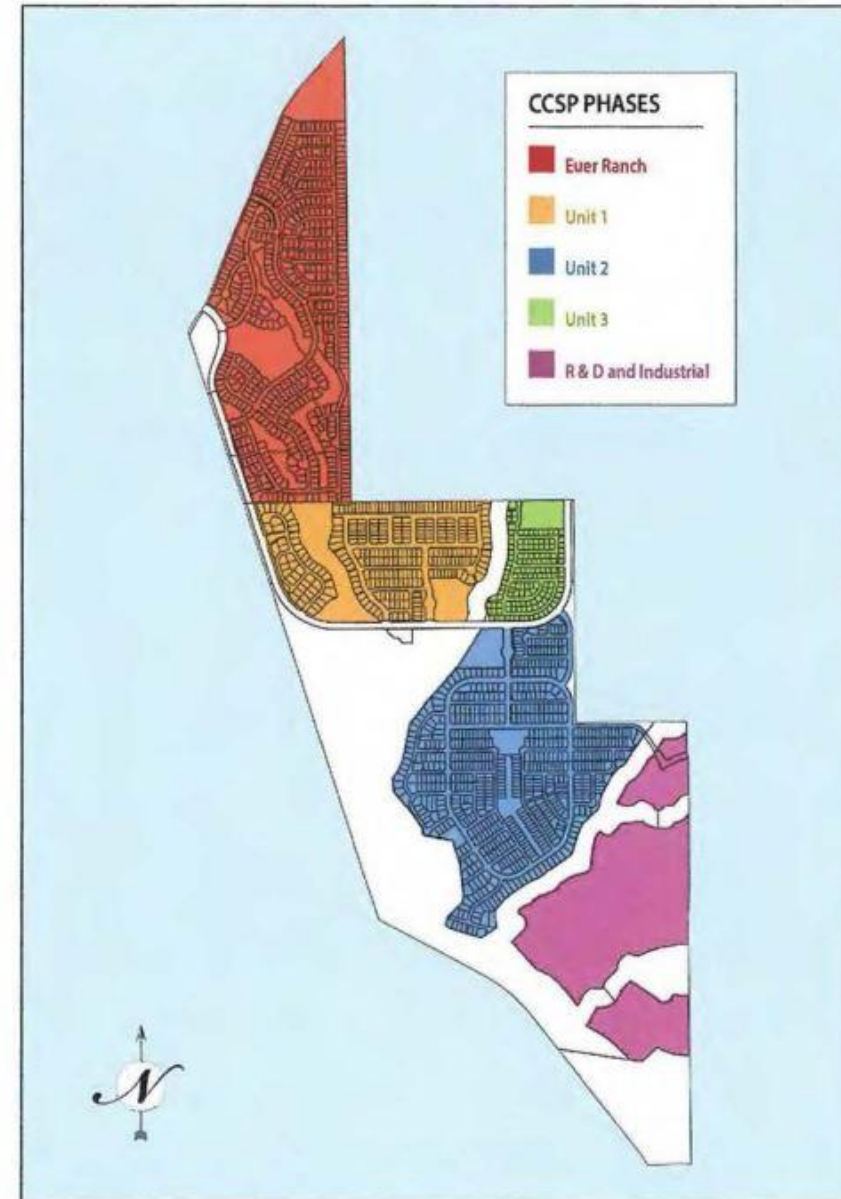 CCSP PHASES
Euer Ranch
Unit 1
Unit 2
Unit 3
R & D and Industrial
N